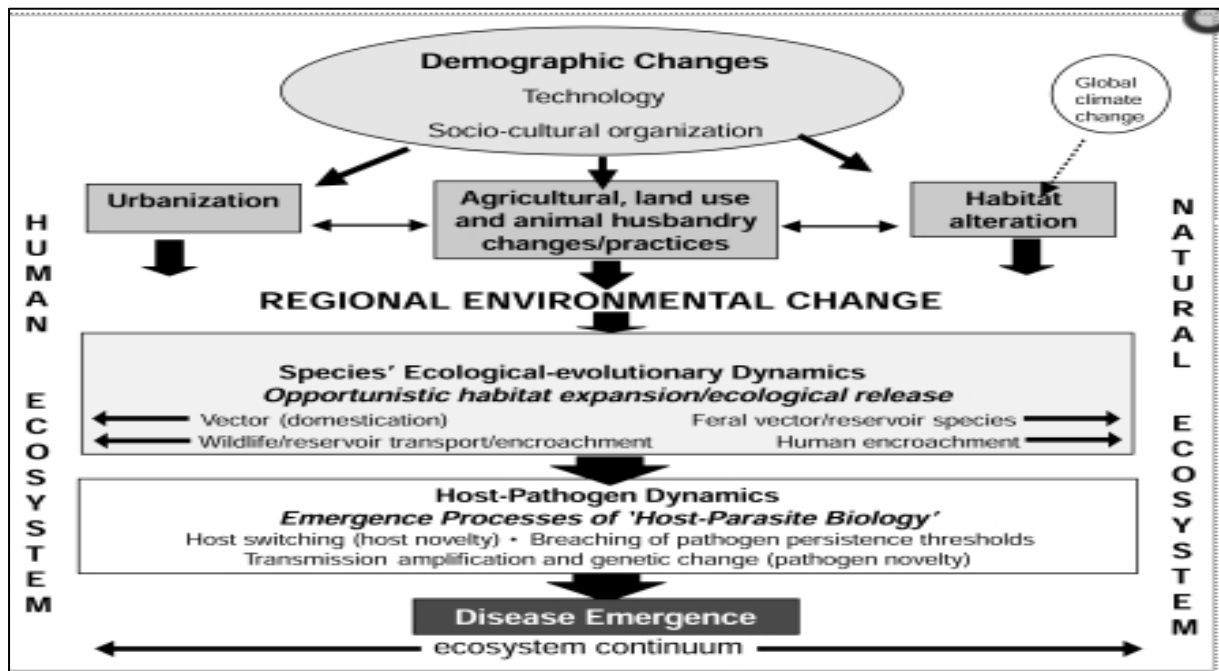 Demographic Changes
Technology
Socio-cultural organization
Global
climate
change
Urbanization
Agricultural, land use
and animal husbandry
changes/practices
Habitat
alteration
HUMAN ECOSYSTEM
NATURAL ECOSYSTEM
REGIONAL ENVIRONMENTAL CHANGE
Species' Ecological-evolutionary Dynamics
Opportunistic habitat expansion/ecological release
Vector (domestication)
Feral vector/reservoir species
Wildlife/reservoir transport/encroachment
Human encroachment
Host-Pathogen Dynamics
Emergence Processes of 'Host-Parasite Biology'
Host switching (host novelty) • Breaching of pathogen persistence thresholds
Transmission amplification and genetic change (pathogen novelty)
Disease Emergence
ecosystem continuum